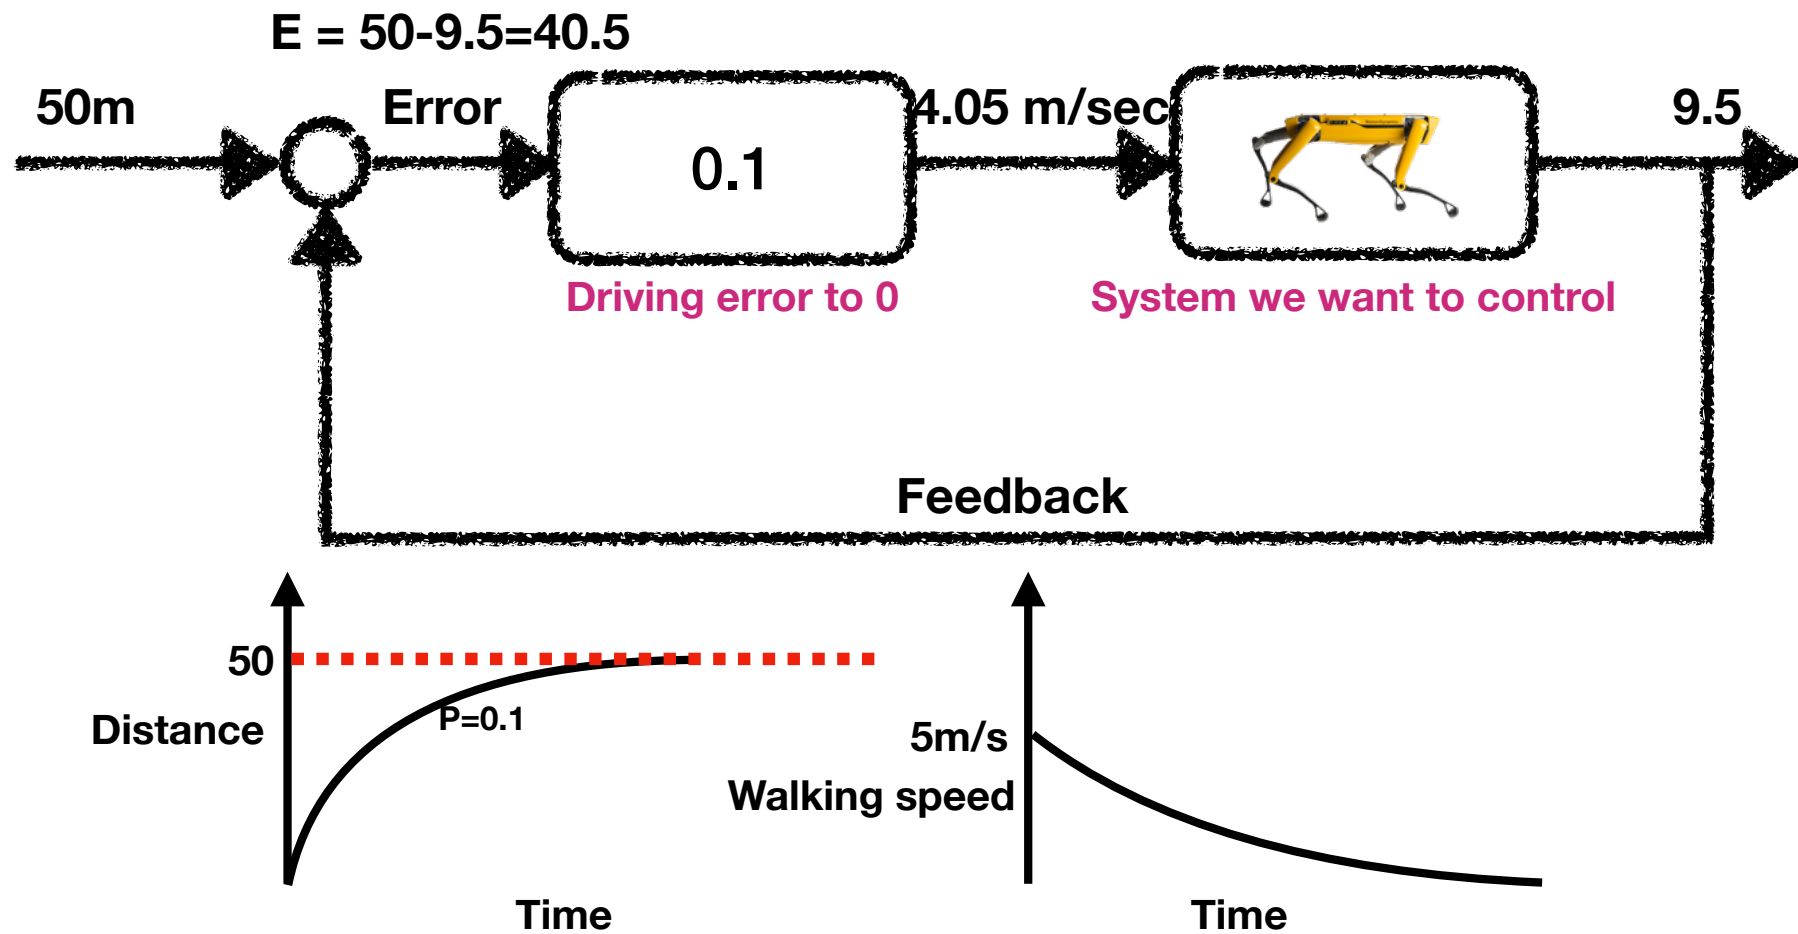 E = 50-9.5=40.5
50m
Error
4.05 m/sec
9.5
0.1
Driving error to 0
System we want to control
Feedback
50
Distance
P=0.1
Time
5m/s
Walking speed
Time